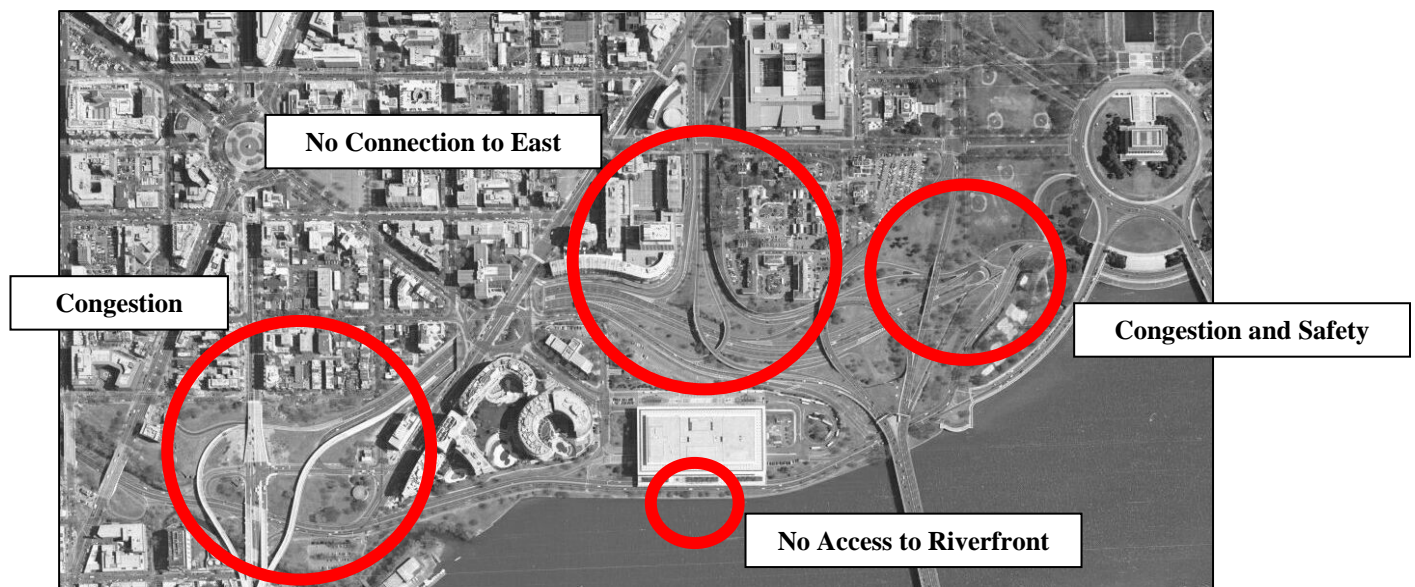 No Connection to East
Congestion
Congestion and Safety
No Access to Riverfront